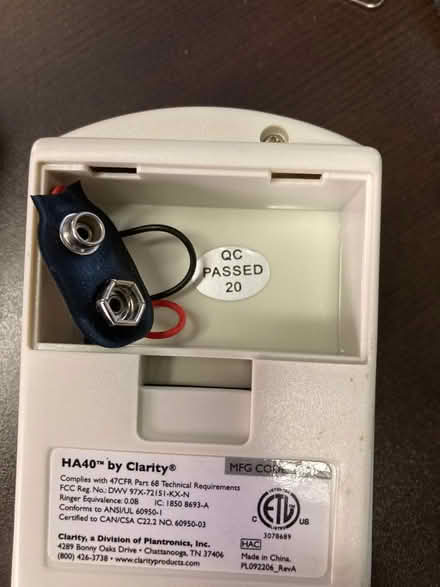 QC
PASSED
20
HA40™ by Clarity®
MFG CODE
Complies with 47CFR Part 68 Technical Requirements
FCC Reg. No.: DWV 97X-72151-KX-N
Ringer Equivalence: 0.0B IC: 1850 8693-A
Conforms to ANSI/UL 60950-1
Certified to CAN/CSA C22.2 NO. 60950-03
C ETL US
3078689
Clarity, a Division of Plantronics, Inc.
4289 Bonny Oaks Drive • Chattanooga, TN 37406
(800) 426-3738 • www.clarityproducts.com
HAC
Made in China.
PL092206_RevA